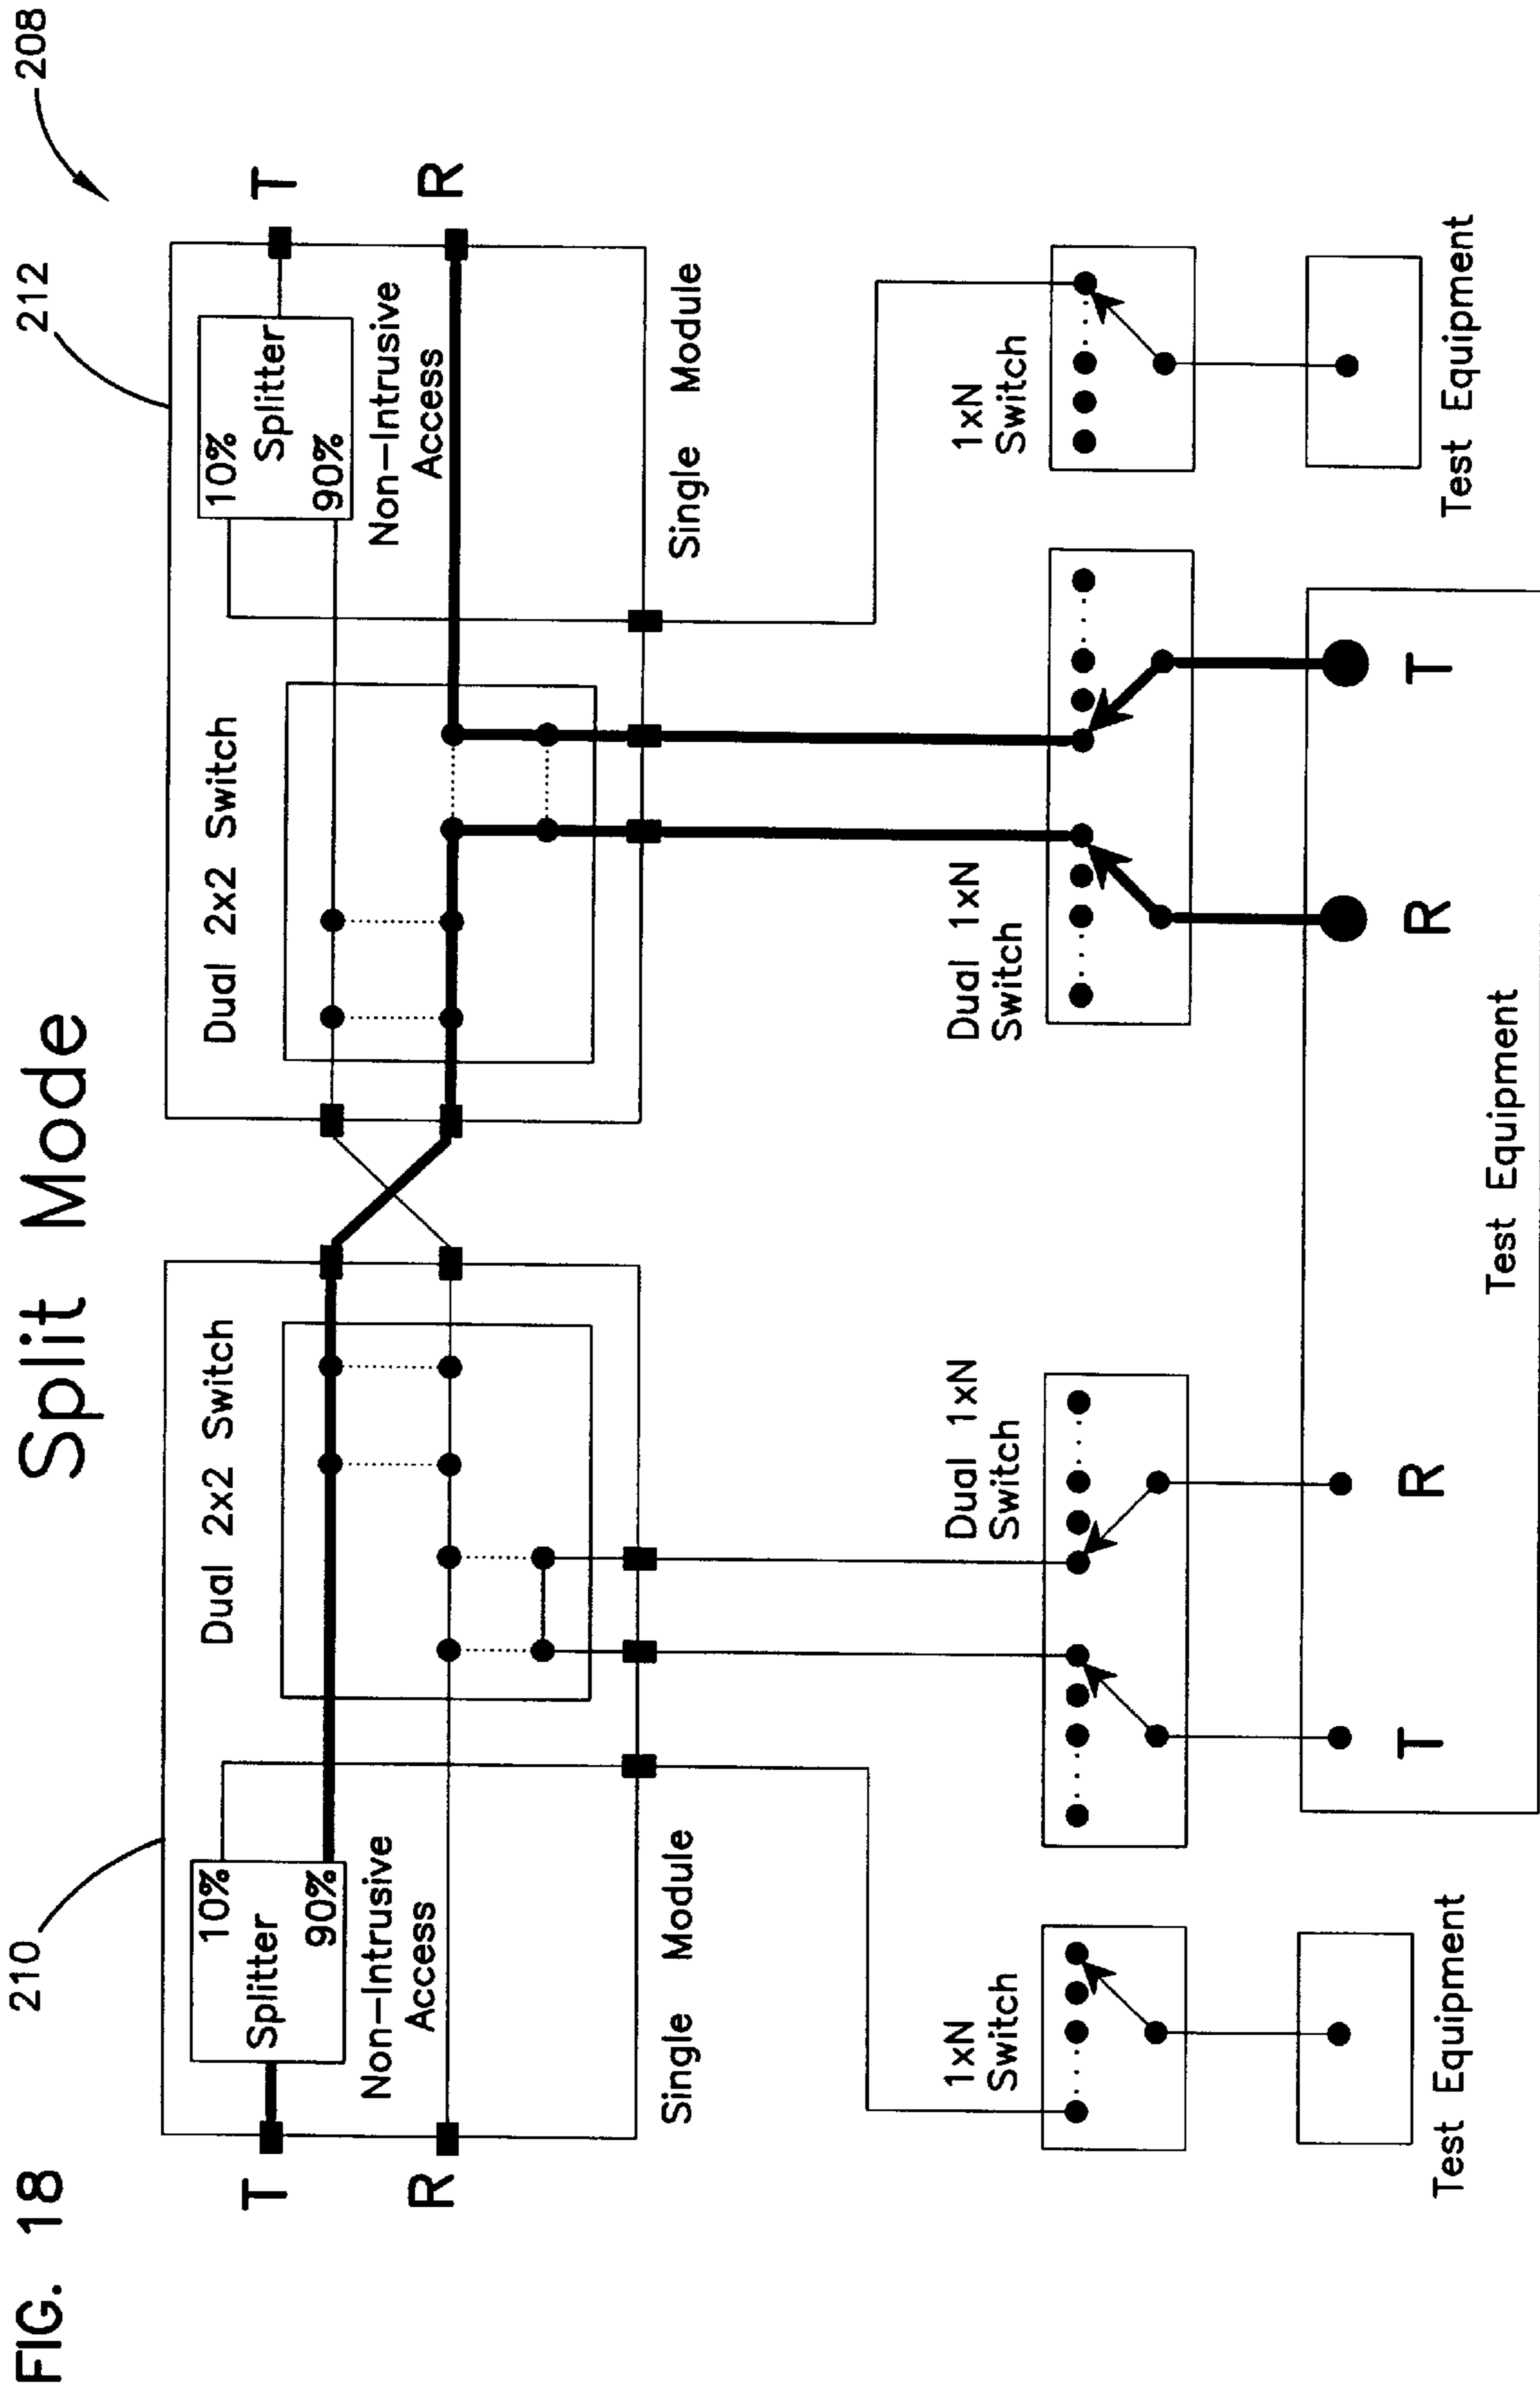 FIG. 18
Split Mode
208
210
212
T
R
10%
Splitter
90%
Non-Intrusive
Access
Dual 2x2 Switch
Single Module
Dual 2x2 Switch
10%
Splitter
90%
Non-Intrusive
Access
Single Module
T
R
1xN
Switch
Dual 1xN
Switch
Dual 1xN
Switch
1xN
Switch
Test Equipment
T
R
R
T
Test Equipment
Test Equipment